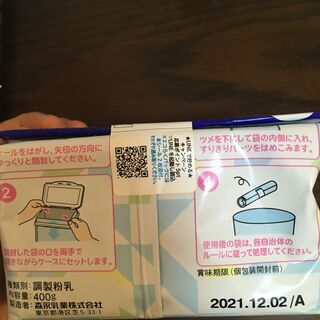 ールをはがし、矢印の方向に
ゆっくりと開封してください。
2
開封した袋の口を両手で
開きながらケースにセットします。
種類別：調製粉乳
内容量：400g
製造者：森永乳業株式会社
東京都港区芝5-33-1
ツメを下にして袋の内側に入れ、
すりきりパーツをはめこみます。
4
使用後の袋は、各自治体の
ルールに従って処理してください。
賞味期限（個包装開封前）
2021.12.02/A